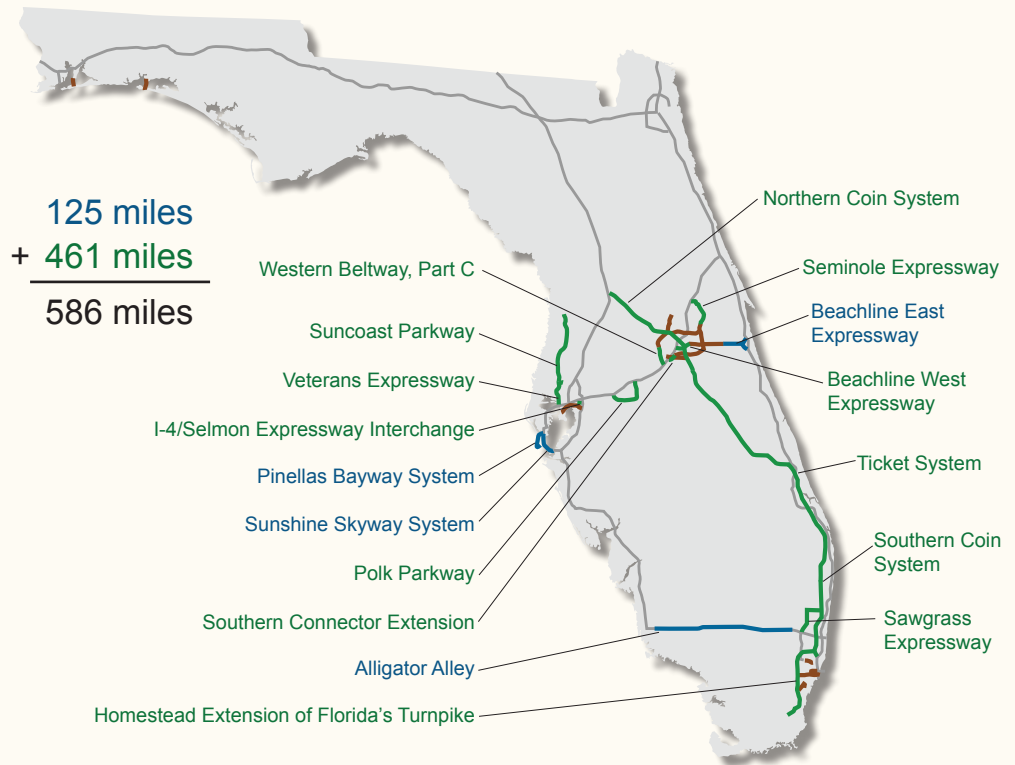 125 miles
+ 461 miles
586 miles
Northern Coin System
Western Beltway, Part C
Seminole Expressway
Suncoast Parkway
Beachline East
Expressway
Veterans Expressway
Beachline West
Expressway
I-4/Selmon Expressway Interchange
Pinellas Bayway System
Ticket System
Sunshine Skyway System
Southern Coin
System
Polk Parkway
Southern Connector Extension
Sawgrass
Expressway
Alligator Alley
Homestead Extension of Florida's Turnpike